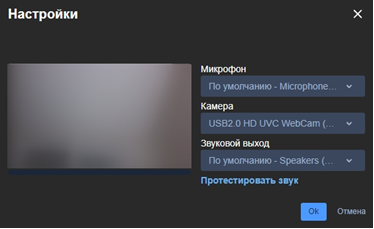 Настройки
Микрофон
По умолчанию - Microphone...
Камера
USB2.0 HD UVC WebCam (...
Звуковой выход
По умолчанию - Speakers (...
Протестировать звук
Ok
Отмена